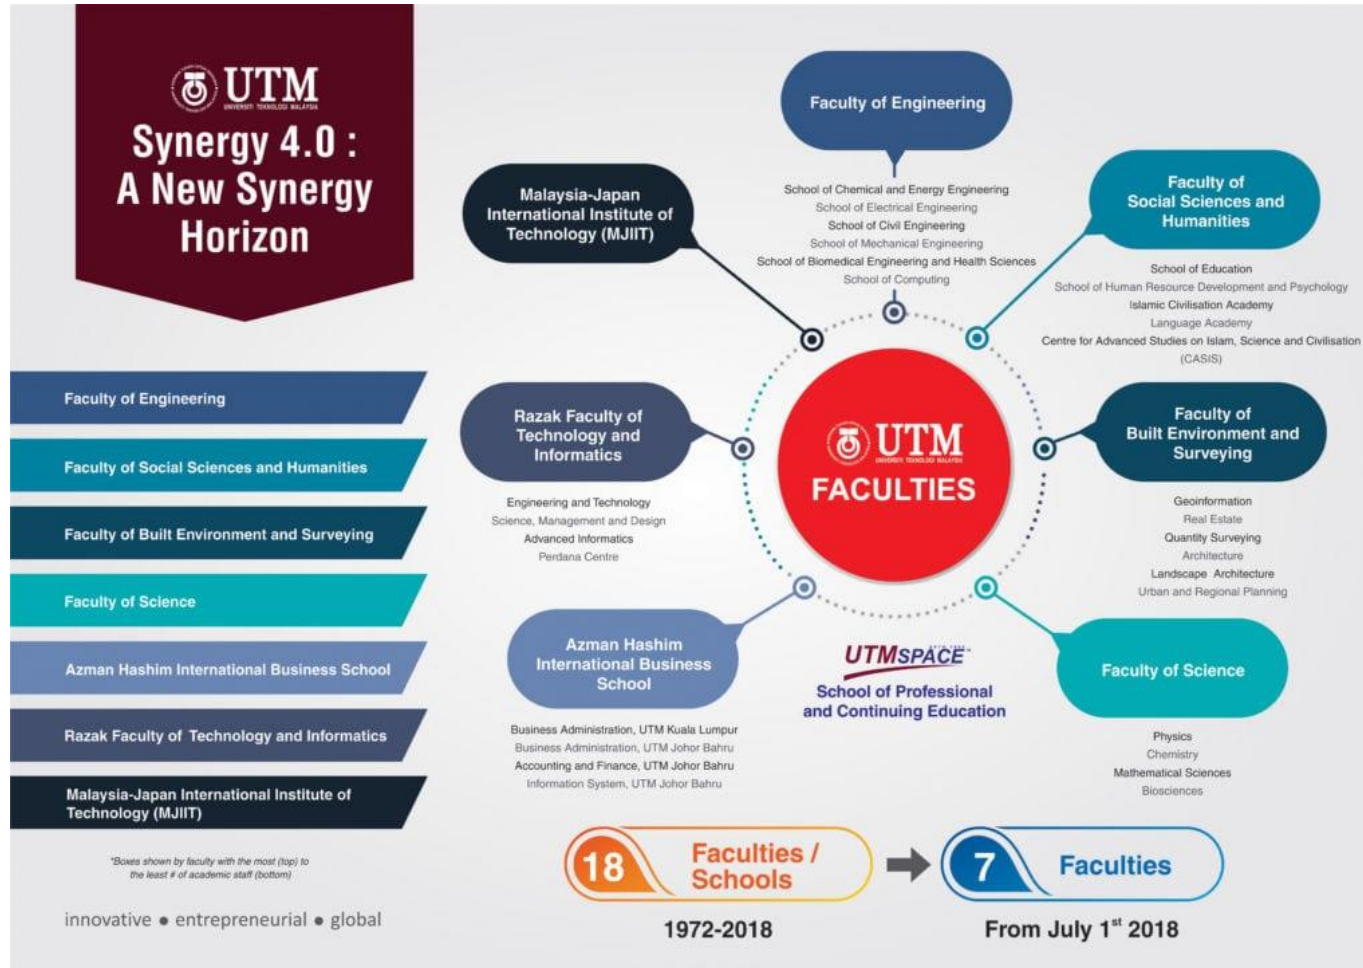 UTM
UNIVERSITI TEKNOLOGI MALAYSIA
Synergy 4.0 :
A New Synergy
Horizon
Faculty of Engineering
Faculty of Social Sciences and Humanities
Faculty of Built Environment and Surveying
Faculty of Science
Azman Hashim International Business School
Razak Faculty of Technology and Informatics
Malaysia-Japan International Institute of
Technology (MJIIT)
*Boxes shown by faculty with the most (top) to
the least # of academic staff (bottom)
innovative ● entrepreneurial ● global
Malaysia-Japan
International Institute of
Technology (MJIIT)
Faculty of Engineering
School of Chemical and Energy Engineering
School of Electrical Engineering
School of Civil Engineering
School of Mechanical Engineering
School of Biomedical Engineering and Health Sciences
School of Computing
Faculty of
Social Sciences and
Humanities
School of Education
School of Human Resource Development and Psychology
Islamic Civilisation Academy
Language Academy
Centre for Advanced Studies on Islam, Science and Civilisation
(CASIS)
Razak Faculty of
Technology and
Informatics
Engineering and Technology
Science, Management and Design
Advanced Informatics
Perdana Centre
UTM
UNIVERSITI TEKNOLOGI MALAYSIA
FACULTIES
Faculty of
Built Environment and
Surveying
Geoinformation
Real Estate
Quantity Surveying
Architecture
Landscape Architecture
Urban and Regional Planning
Azman Hashim
International Business
School
Business Administration, UTM Kuala Lumpur
Business Administration, UTM Johor Bahru
Accounting and Finance, UTM Johor Bahru
Information System, UTM Johor Bahru
UTMSPACE
School of Professional
and Continuing Education
Faculty of Science
Physics
Chemistry
Mathematical Sciences
Biosciences
18
Faculties /
Schools
1972-2018
7
Faculties
From July 1st 2018